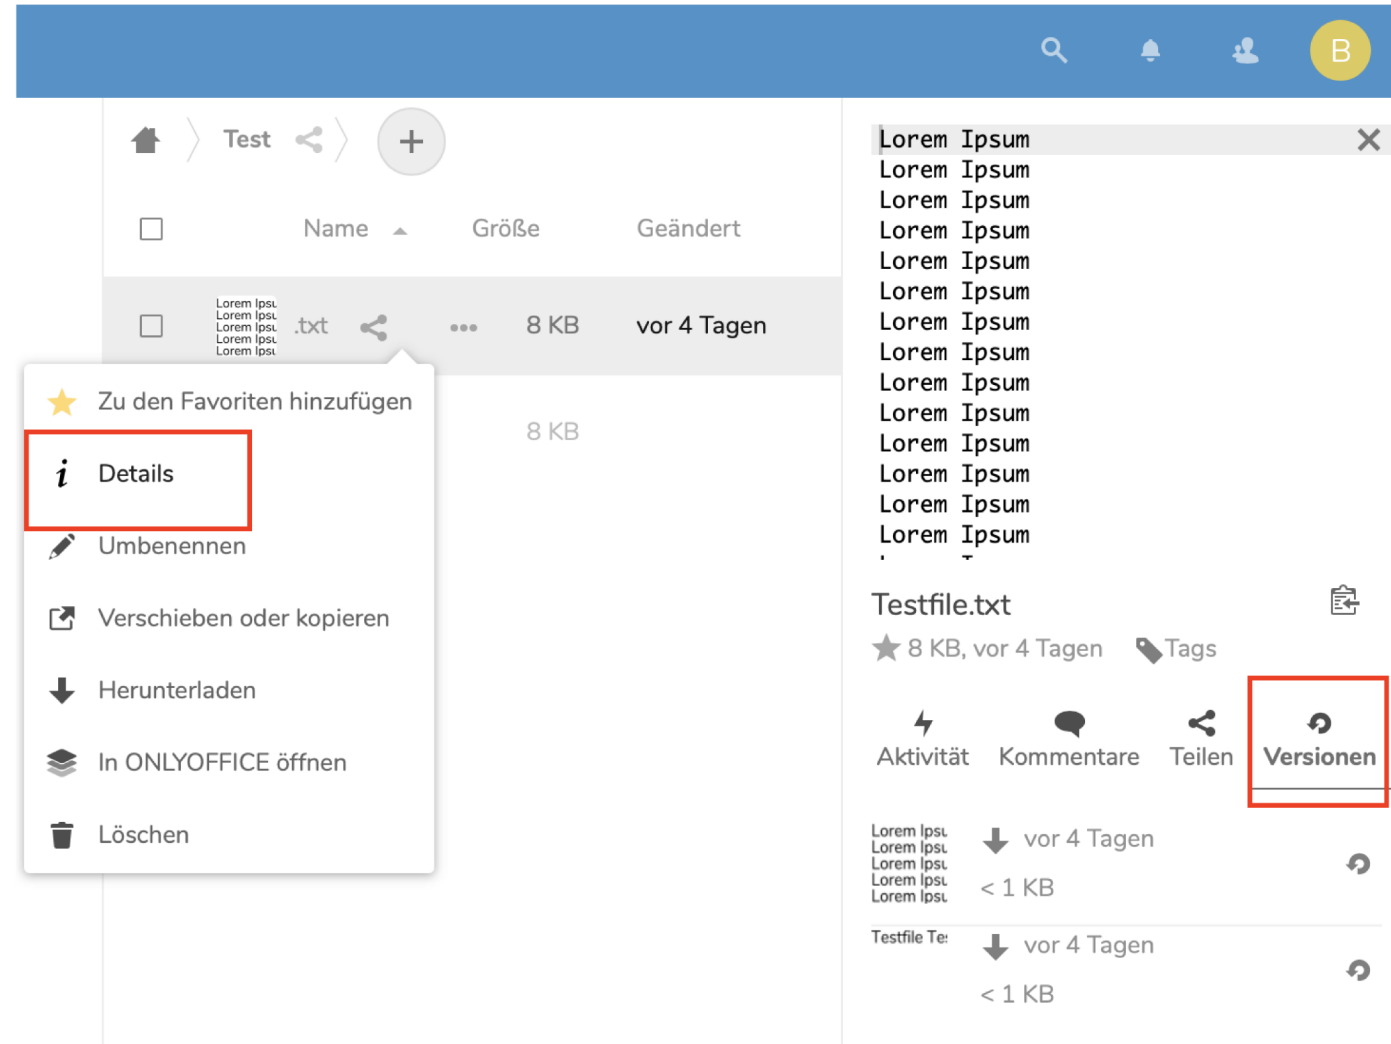 B
Test
+
Name
Größe
Geändert
Lorem Ipsu
Lorem Ipsu
Lorem Ipsu
Lorem Ipsu
Lorem Ipsu
.txt
8 KB
vor 4 Tagen
8 KB
Zu den Favoriten hinzufügen
Details
Umbenennen
Verschieben oder kopieren
Herunterladen
In ONLYOFFICE öffnen
Löschen
Lorem Ipsum
Lorem Ipsum
Lorem Ipsum
Lorem Ipsum
Lorem Ipsum
Lorem Ipsum
Lorem Ipsum
Lorem Ipsum
Lorem Ipsum
Lorem Ipsum
Lorem Ipsum
Lorem Ipsum
Lorem Ipsum
Lorem Ipsum
Testfile.txt
8 KB, vor 4 Tagen
Tags
Aktivität
Kommentare
Teilen
Versionen
Lorem Ipsu
Lorem Ipsu
Lorem Ipsu
Lorem Ipsu
Lorem Ipsu
vor 4 Tagen
< 1 KB
Testfile Te
vor 4 Tagen
< 1 KB